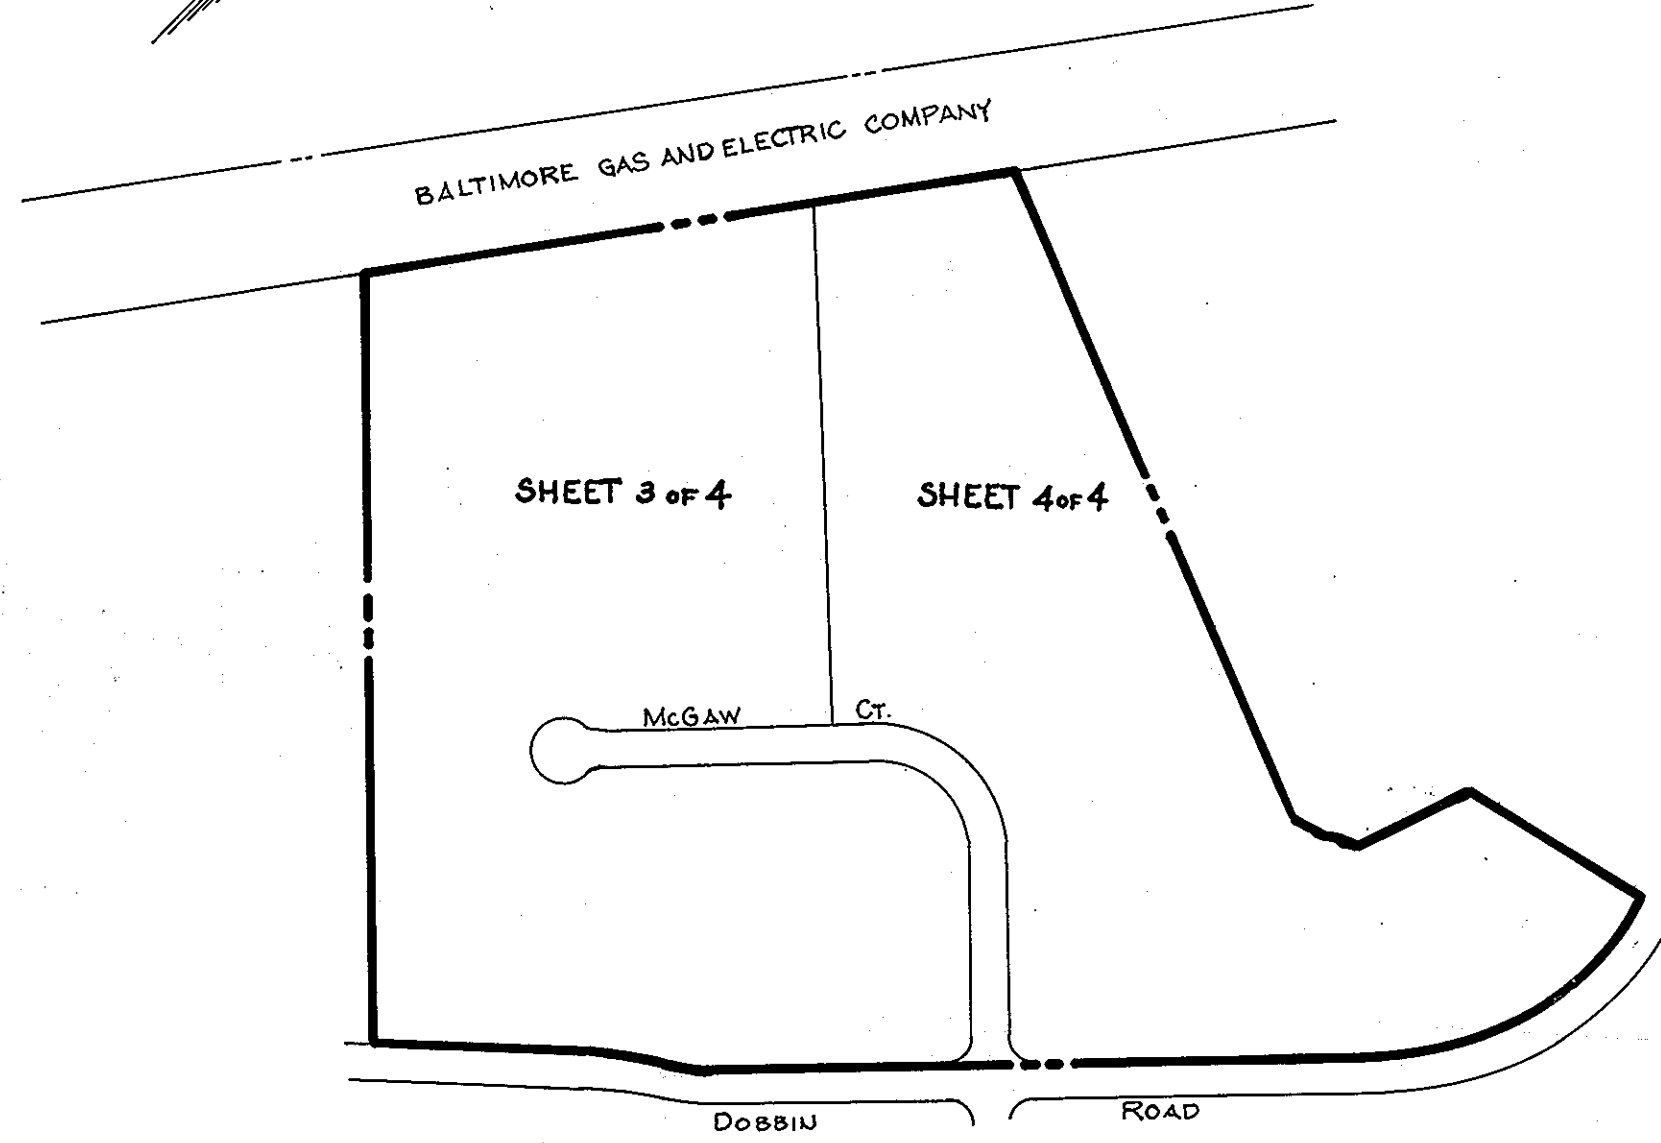 BALTIMORE GAS AND ELECTRIC COMPANY
SHEET 3 OF 4
SHEET 4 OF 4
McGAW CT.
DOBBIN ROAD